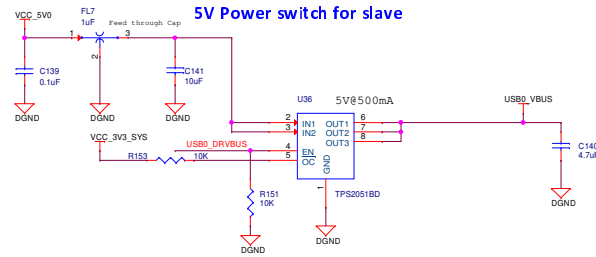 5V Power switch for slave
VCC_5V0
FL7
1uF
Feed through Cap
1
3
2
C139
0.1uF
C141
10uF
DGND
DGND
DGND
U36
5V@500mA
USB0_VBUS
2
3
IN1
IN2
OUT1
OUT2
OUT3
6
7
8
VCC_3V3_SYS
USB0_DRVBUS
R153
10K
4
5
EN
OC
GND
1
TPS2051BD
R151
10K
4.7uF
DGND
DGND
DGND